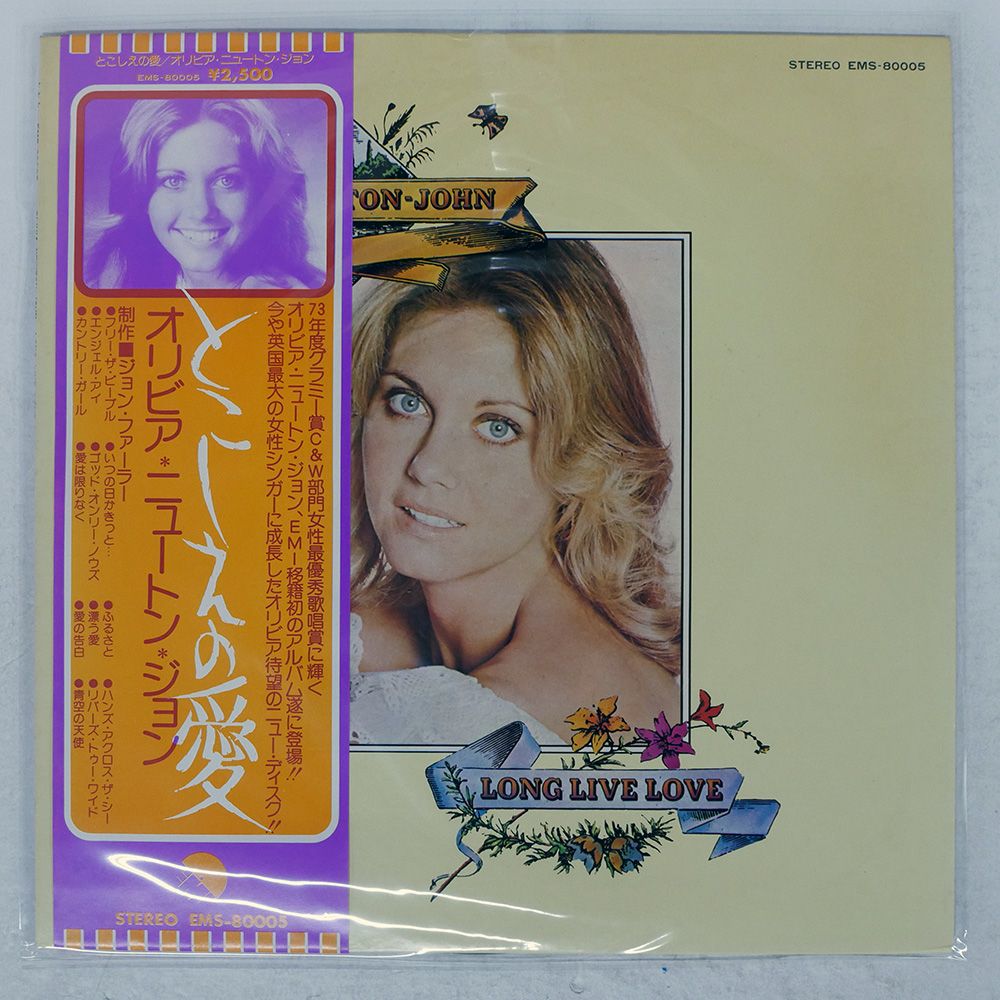 とこしえの愛/オリビア・ニュートン・ジョン
EMS-80005 ¥2,500
73年度グラミー賞C&W部門女性最優秀歌唱賞に輝く
オリビア・ニュートン・ジョン、EMI移籍初のアルバム遂に登場!!
今や英国最大の女性シンガーに成長したオリビア待望のニュー・ディスク!!
とこしえの愛
オリビア*ニュートン*ジョン
制作■ジョン・ファーラー
●フリー・ザ・ピープル
●エンジェル・アイ
●カントリー・ガール
●いつの日かきっと…
●ゴッド・オンリー・ノウズ
●愛は限りなく
●ふるさと
●漂う愛
●愛の告白
●ハンズ・アクロス・ザ・シー
●リバーズ・トゥー・ワイド
●青空の天使
STEREO EMS-80005
STEREO EMS-80005
TON-JOHN
LONG LIVE LOVE